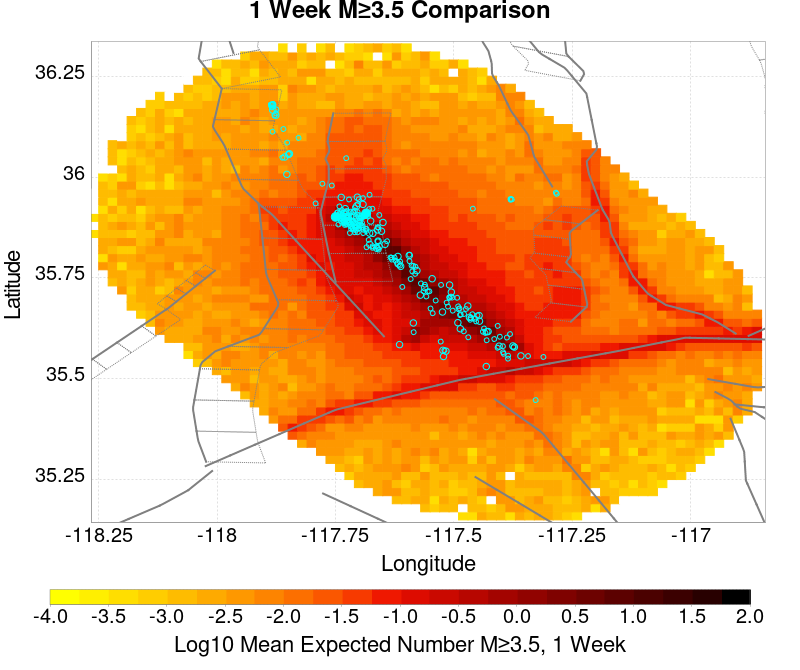 1 Week M≥3.5 Comparison
36.25
36
35.75
35.5
35.25
Latitude
-118.25 -118 -117.75 -117.5 -117.25 -117
Longitude
-4.0 -3.5 -3.0 -2.5 -2.0 -1.5 -1.0 -0.5 0.0 0.5 1.0 1.5 2.0
Log10 Mean Expected Number M≥3.5, 1 Week